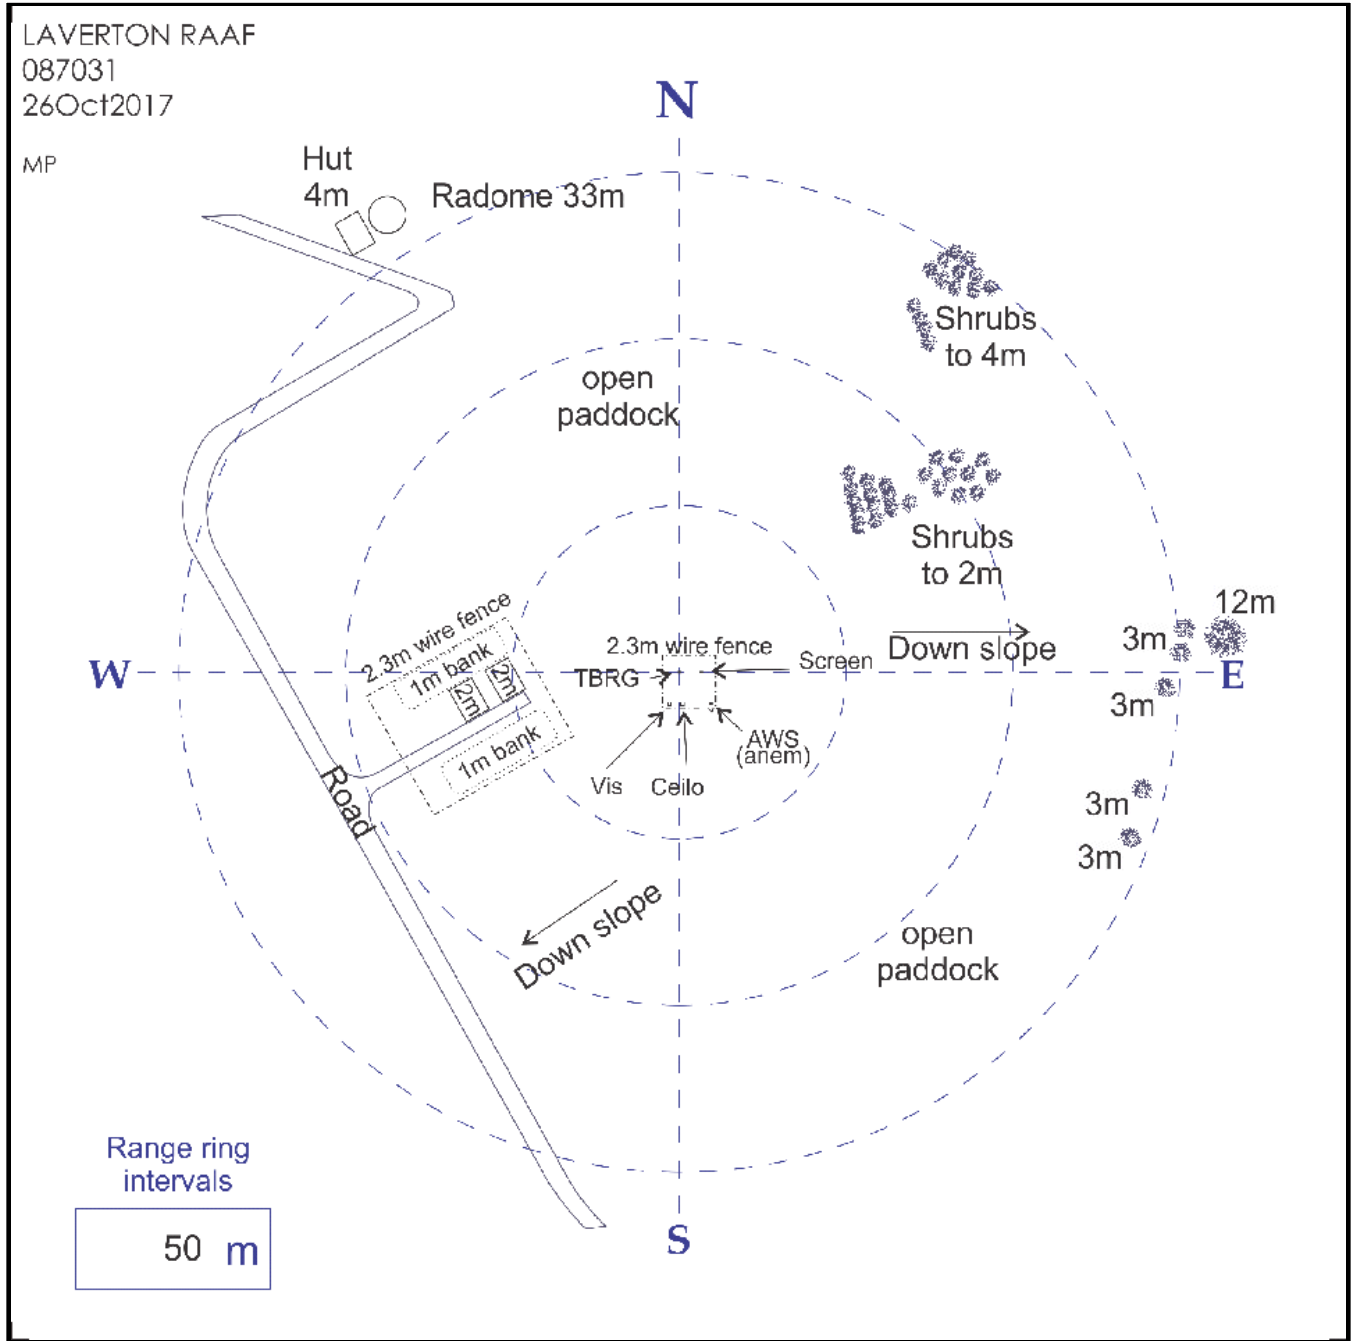 LAVERTON RAAF
087031
26Oct2017
MP
N
Hut
4m
Radome 33m
Shrubs
to 4m
open
paddock
Shrubs
to 2m
12m
3m
2.3m wire fence
1m bank
2m
2m
1m bank
2.3m wire fence
TBRG
Screen
Down slope
W
E
3m
AWS
(anem)
Vis
Ceilo
Road
3m
3m
Down slope
open
paddock
Range ring
intervals
50 m
S